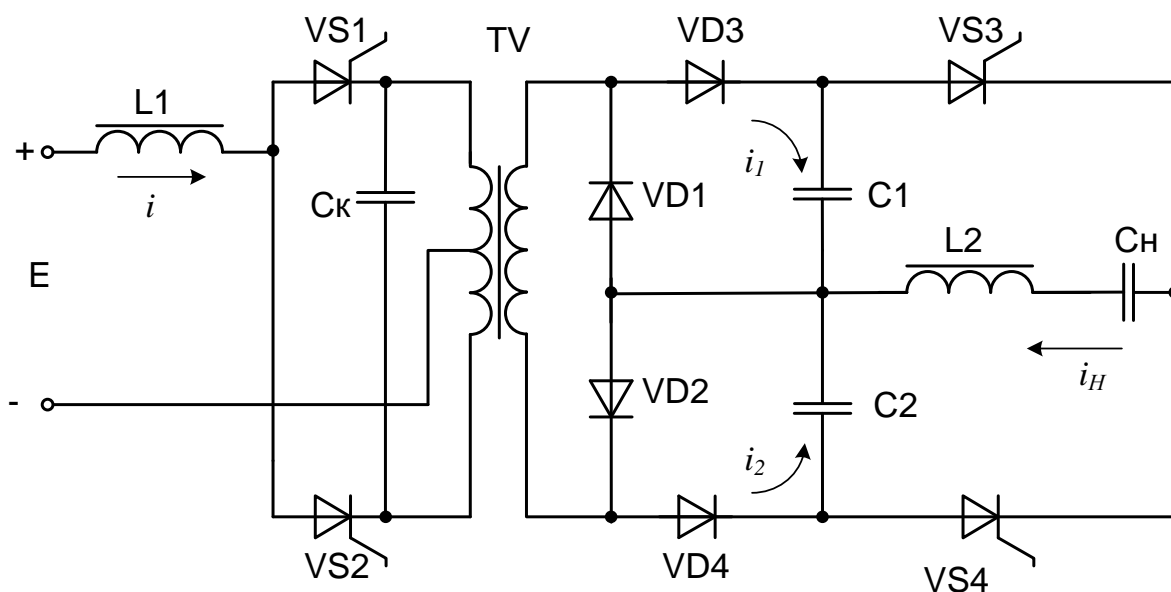 VS1
TV
VD3
VS3
L1
+
i
Cк
VD1
i1
C1
L2
Cн
E
-
VD2
C2
iH
i2
VS2
VD4
VS4